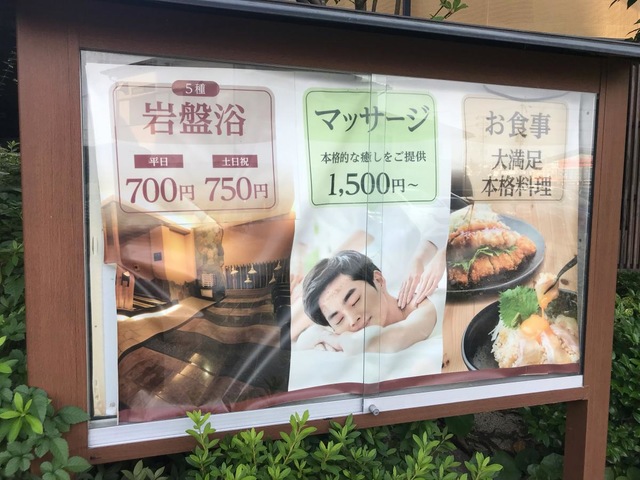 5種
岩盤浴
平日 土日祝
700円 750円
マッサージ
本格的な癒しをご提供
1,500円～
お食事
大満足
本格料理